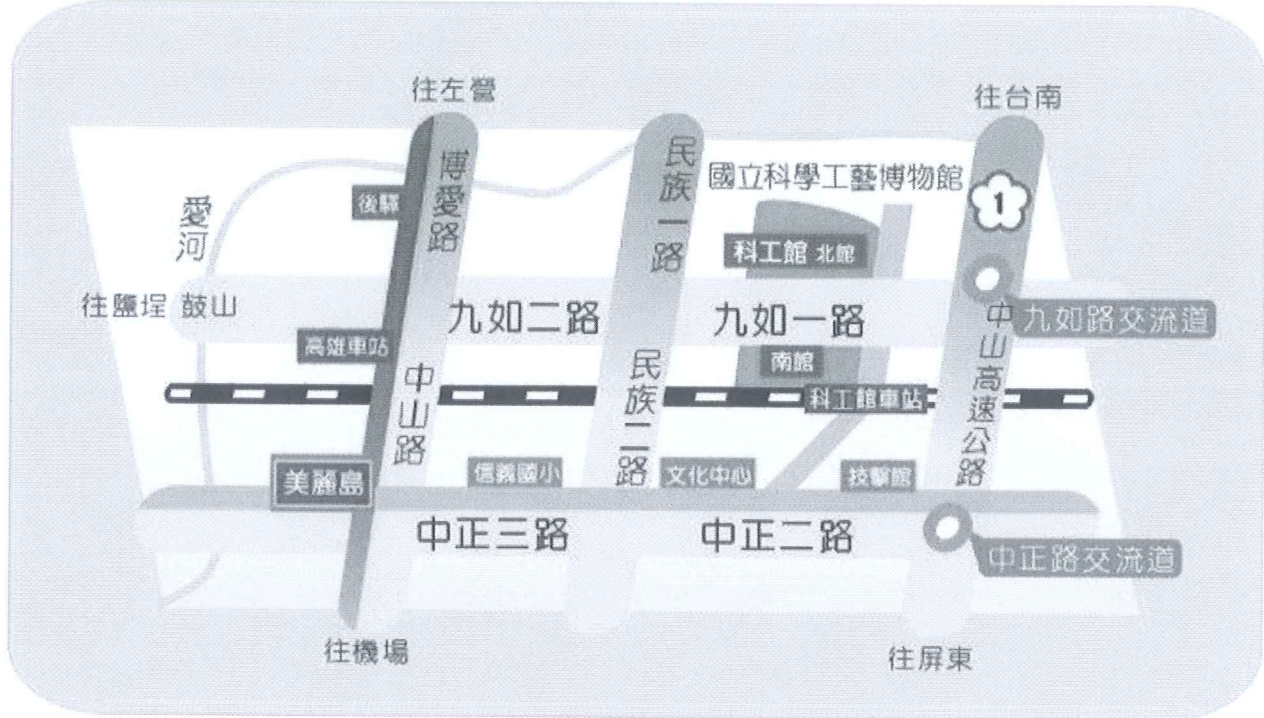 往左營
往台南
博愛路
民族一路
國立科學工藝博物館
1
後驛
愛河
科工館 北館
往鹽埕 鼓山
九如二路
九如一路
九如路交流道
高雄車站
中山路
民族二路
南館
中山高速公路
科工館車站
美麗島
信義國小
文化中心
技擊館
中正三路
中正二路
中正路交流道
往機場
往屏東